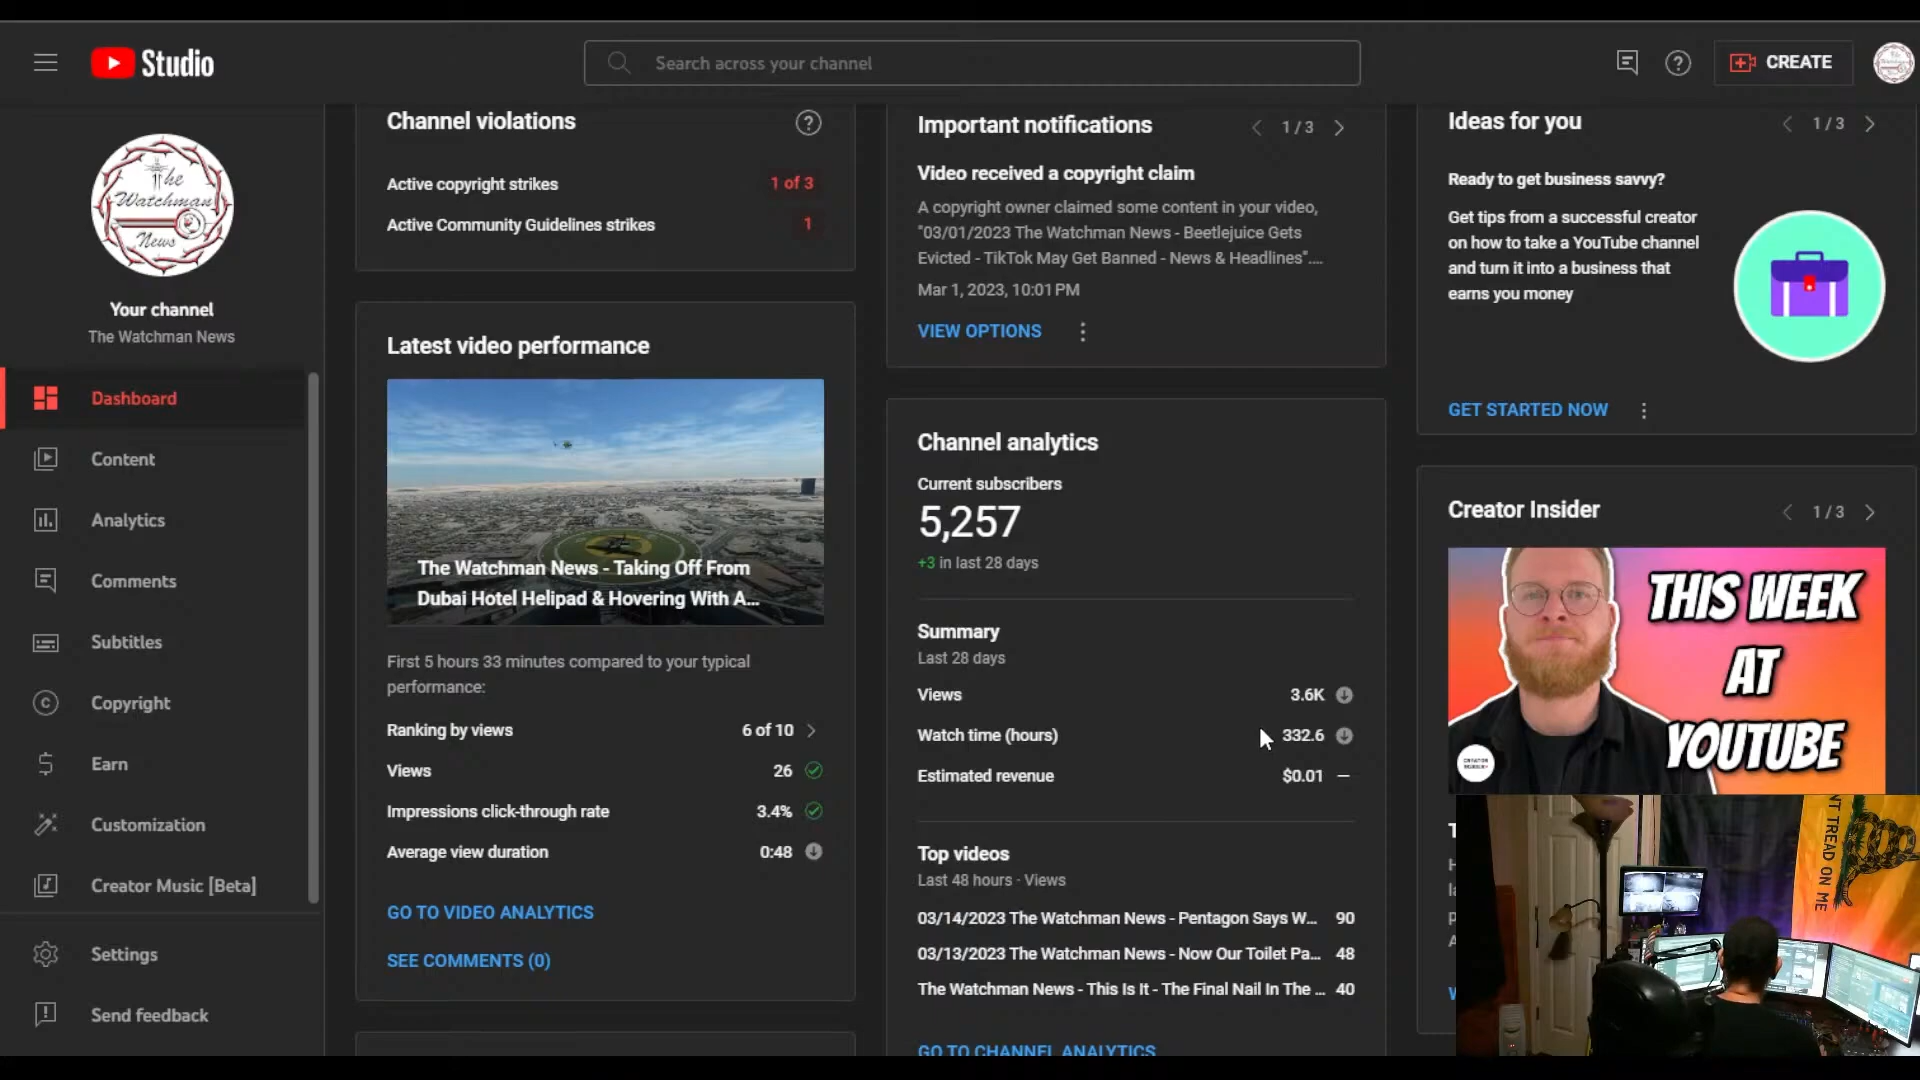 Studio
Search across your channel
CREATE
The
Watchman
News
Your channel
The Watchman News
Dashboard
Content
Analytics
Comments
Subtitles
Copyright
Earn
Customization
Creator Music [Beta]
Settings
Send feedback
Channel violations
Active copyright strikes 1 of 3
Active Community Guidelines strikes 1
Latest video performance
The Watchman News - Taking Off From
Dubai Hotel Helipad & Hovering With A...
First 5 hours 33 minutes compared to your typical
performance:
Ranking by views 6 of 10
Views 26
Impressions click-through rate 3.4%
Average view duration 0:48
GO TO VIDEO ANALYTICS
SEE COMMENTS (0)
Important notifications 1 / 3
Video received a copyright claim
A copyright owner claimed some content in your video,
"03/01/2023 The Watchman News - Beetlejuice Gets
Evicted - TikTok May Get Banned - News & Headlines"....
Mar 1, 2023, 10:01 PM
VIEW OPTIONS
Channel analytics
Current subscribers
5,257
+3 in last 28 days
Summary
Last 28 days
Views 3.6K
Watch time (hours) 332.6
Estimated revenue $0.01 —
Top videos
Last 48 hours · Views
03/14/2023 The Watchman News - Pentagon Says W... 90
03/13/2023 The Watchman News - Now Our Toilet Pa... 48
The Watchman News - This Is It - The Final Nail In The ... 40
GO TO CHANNEL ANALYTICS
Ideas for you 1 / 3
Ready to get business savvy?
Get tips from a successful creator
on how to take a YouTube channel
and turn it into a business that
earns you money
GET STARTED NOW
Creator Insider 1 / 3
THIS WEEK
AT
YOUTUBE
CREATOR
INSIDER
NT TREAD ON ME